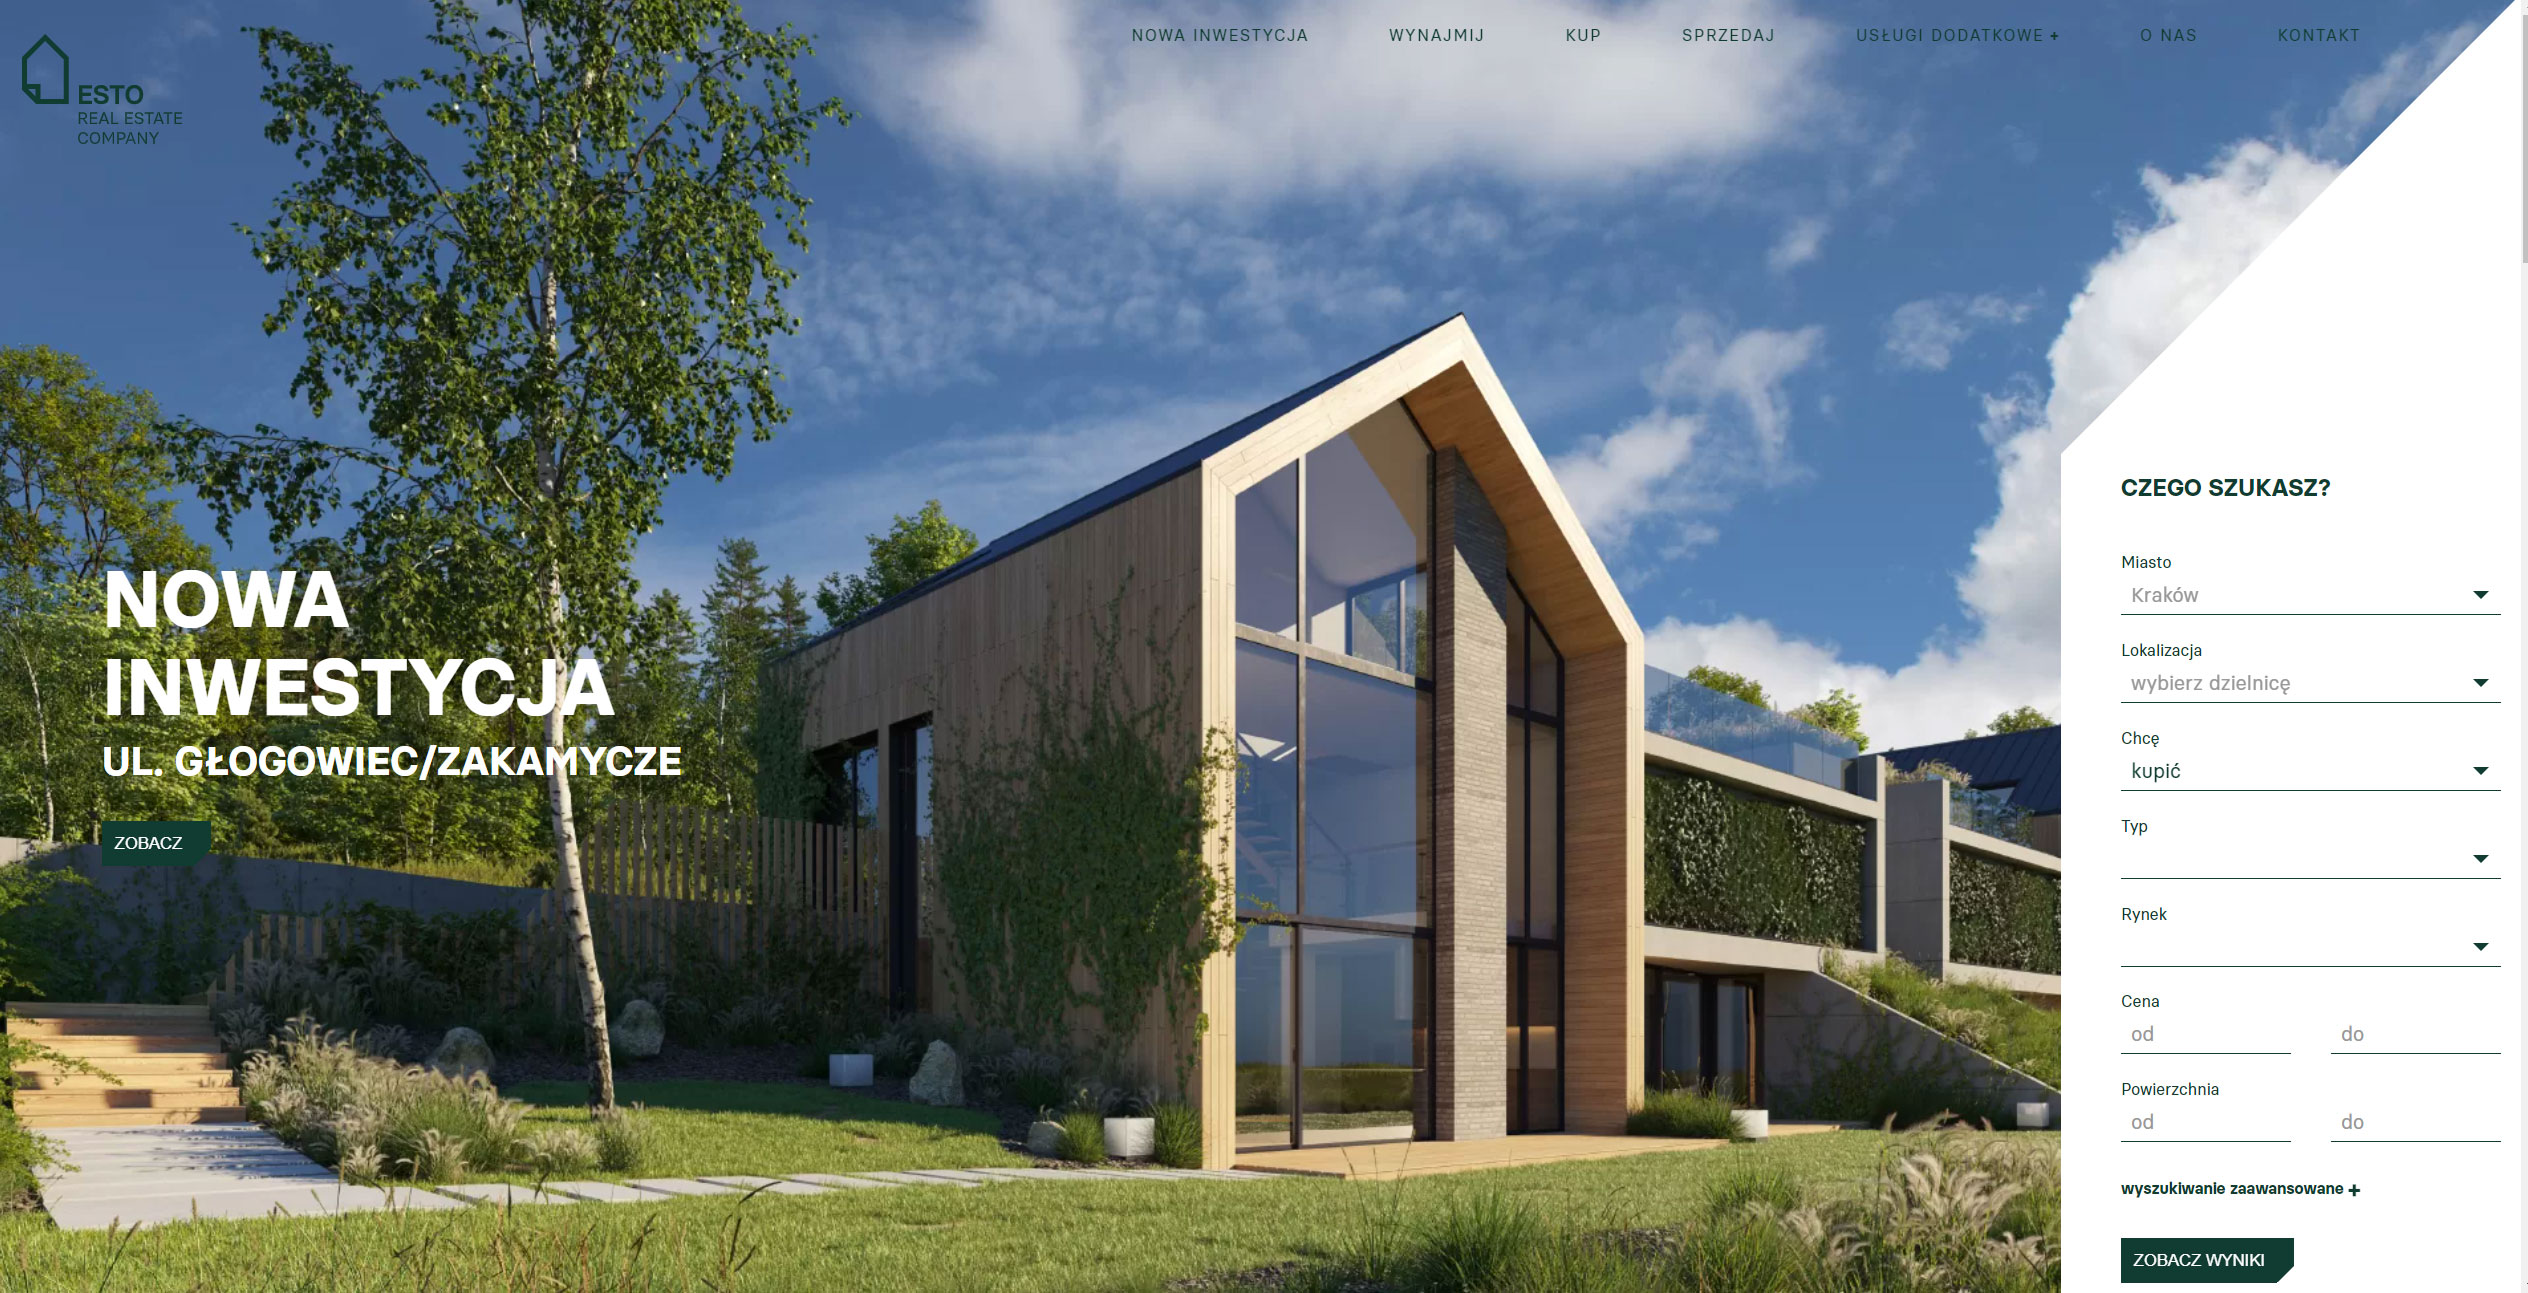 NOWA INWESTYCJA
WYNAJMIJ
KUP
SPRZEDAJ
USŁUGI DODATKOWE +
O NAS
KONTAKT
ESTO
REAL ESTATE
COMPANY
NOWA
INWESTYCJA
UL. GŁOGOWIEC/ZAKAMYCZE
ZOBACZ
CZEGO SZUKASZ?
Miasto
Kraków
Lokalizacja
wybierz dzielnicę
Chcę
kupić
Typ
Rynek
Cena
od do
Powierzchnia
od do
wyszukiwanie zaawansowane +
ZOBACZ WYNIKI